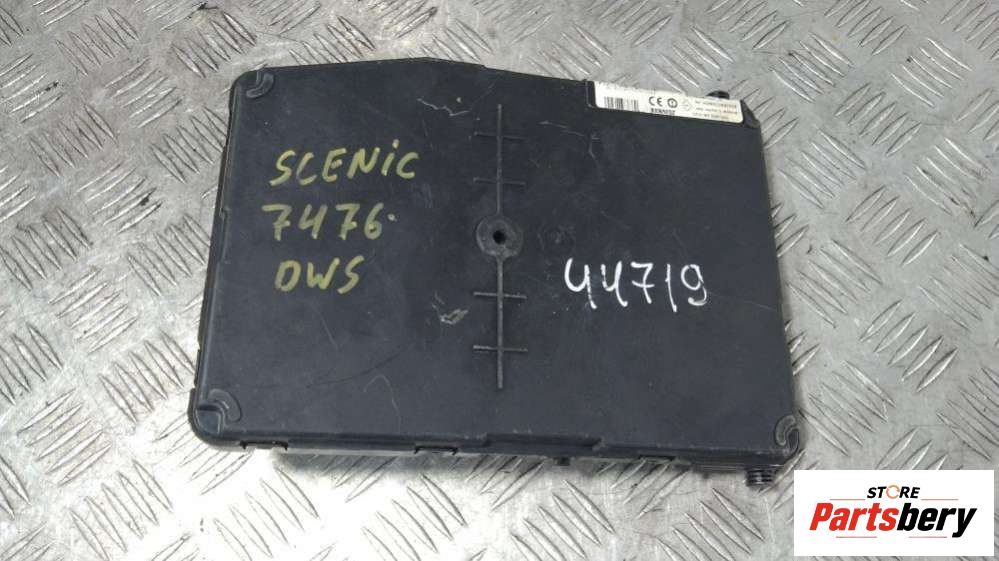 SCENIC
7476
DWS
44719
CE
STORE
Partsbery